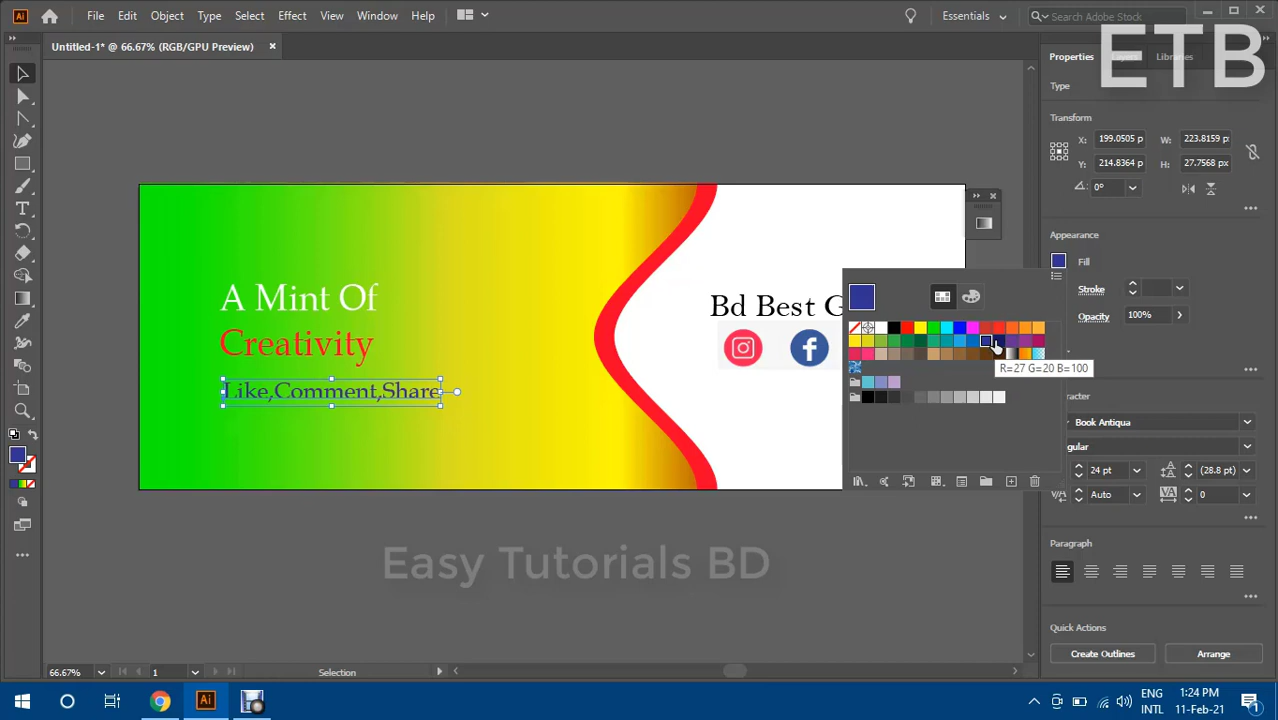 File Edit Object Type Select Effect View Window Help
Essentials
Search Adobe Stock
ETB
Untitled-1* @ 66.67% (RGB/GPU Preview)
Properties
Layers
Libraries
Type
Transform
X: 199.0505 p
W: 223.8159 p
Y: 214.8364 p
H: 27.7568 px
0°
Appearance
Fill
Stroke
Opacity
100%
A Mint Of
Creativity
Like,Comment,Share
Bd Best G
R=27 G=20 B=100
aracter
Book Antiqua
gular
24 pt
(28.8 pt)
Auto
0
Paragraph
Easy Tutorials BD
Quick Actions
Create Outlines
Arrange
66.67%
1
Selection
Ai
ENG
INTL
1:24 PM
11-Feb-21